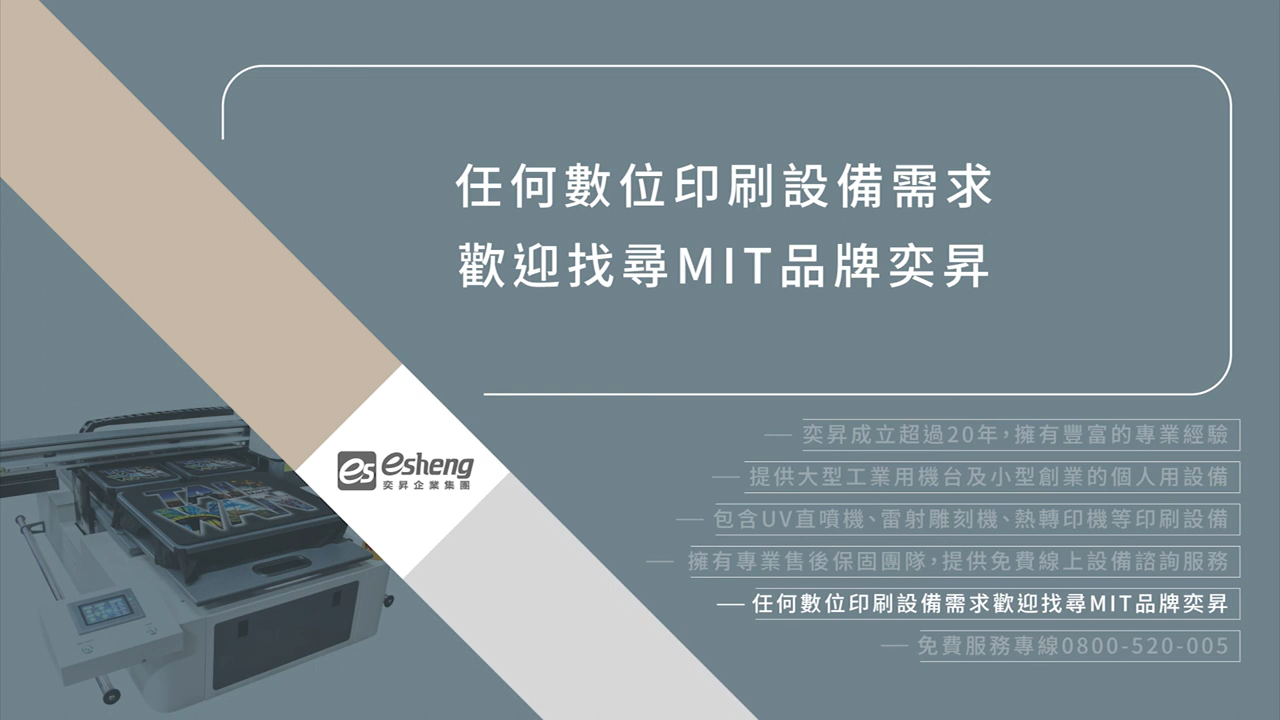 任何數位印刷設備需求
歡迎找尋MIT品牌奕昇
es esheng
奕昇企業集團
TAI
WAN
奕昇成立超過20年，擁有豐富的專業經驗
提供大型工業用機台及小型創業的個人用設備
包含UV直噴機、雷射雕刻機、熱轉印機等印刷設備
擁有專業售後保固團隊，提供免費線上設備諮詢服務
任何數位印刷設備需求歡迎找尋MIT品牌奕昇
免費服務專線0800-520-005